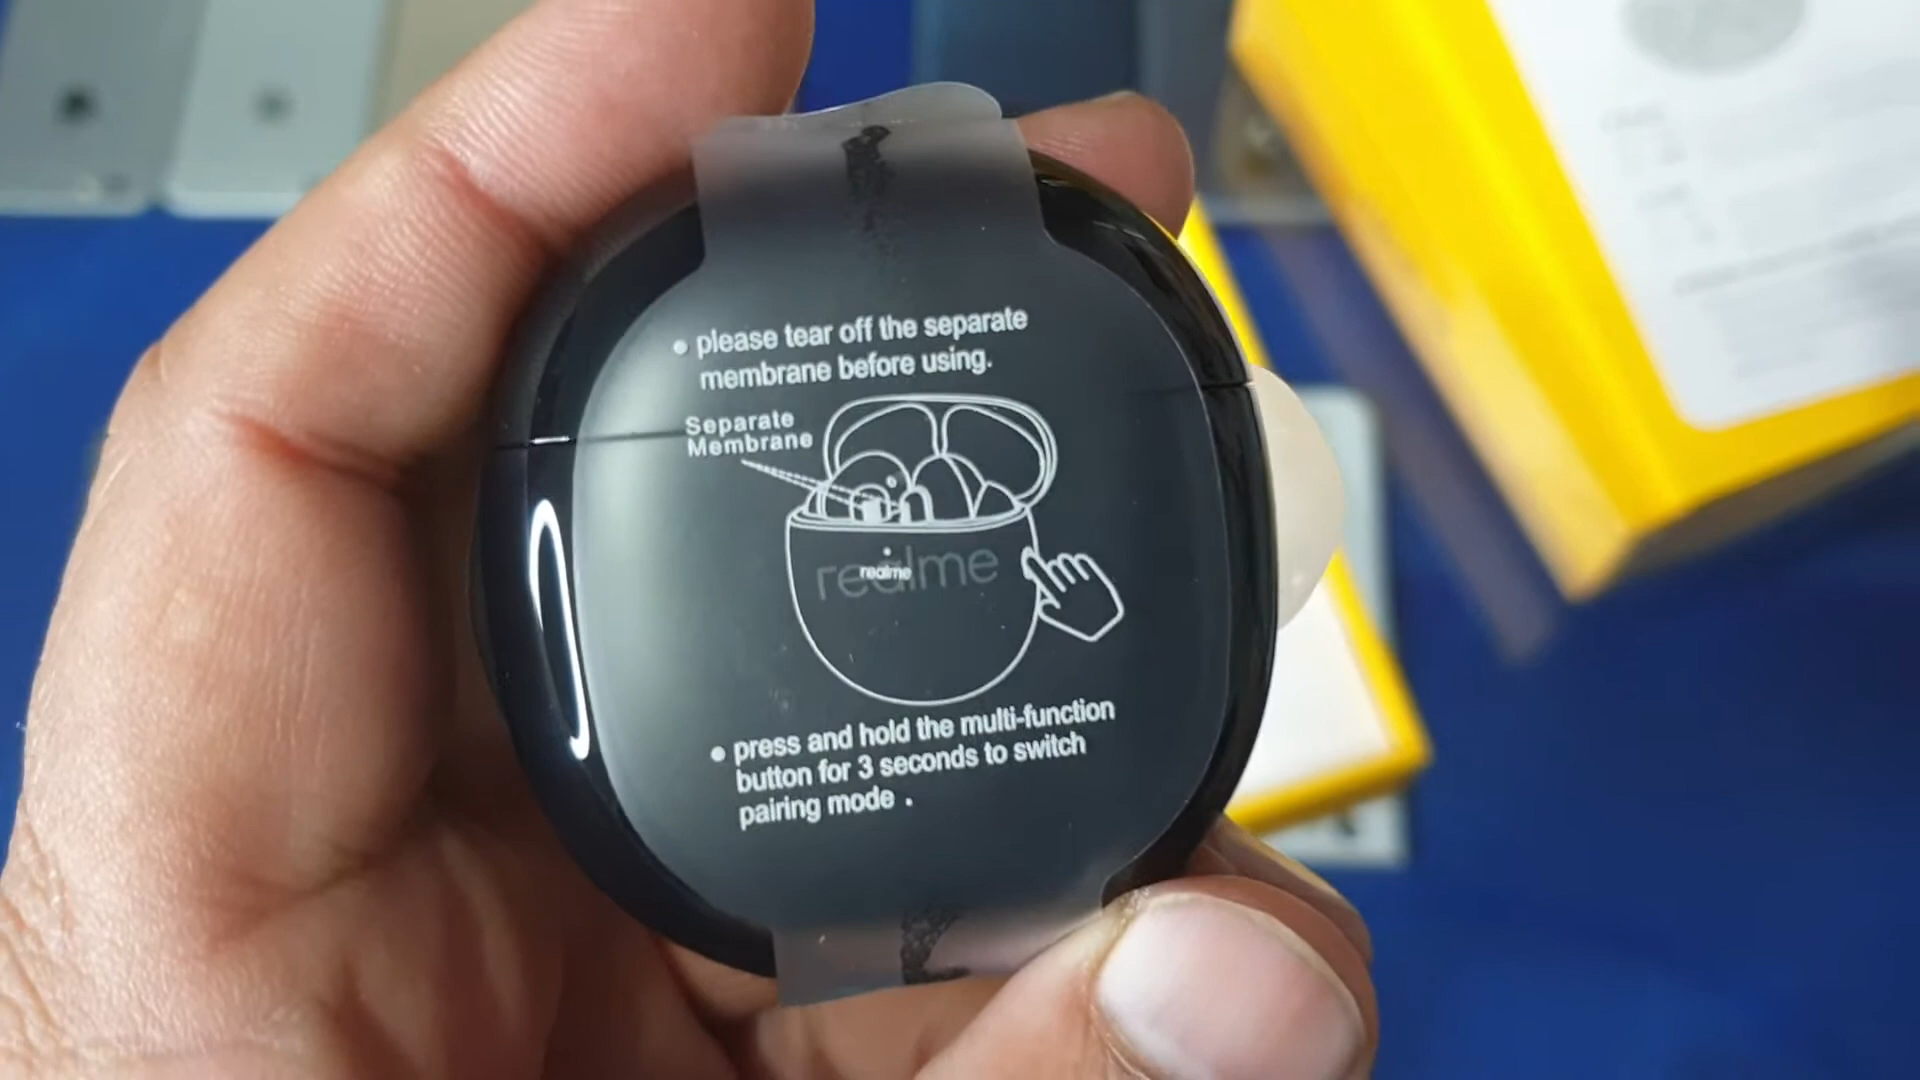 • please tear off the separate
membrane before using.
Separate
Membrane
realme
realme
• press and hold the multi-function
button for 3 seconds to switch
pairing mode .